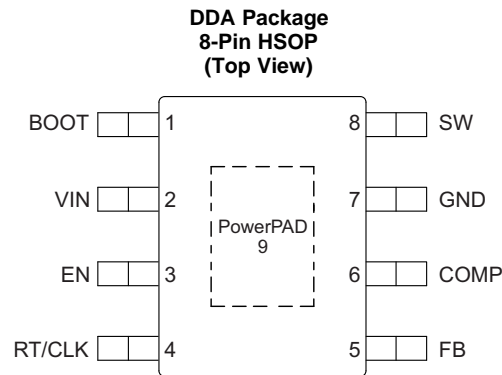 DDA Package
8-Pin HSOP
(Top View)
BOOT 1 8 SW
VIN 2 7 GND
PowerPAD
9
EN 3 6 COMP
RT/CLK 4 5 FB